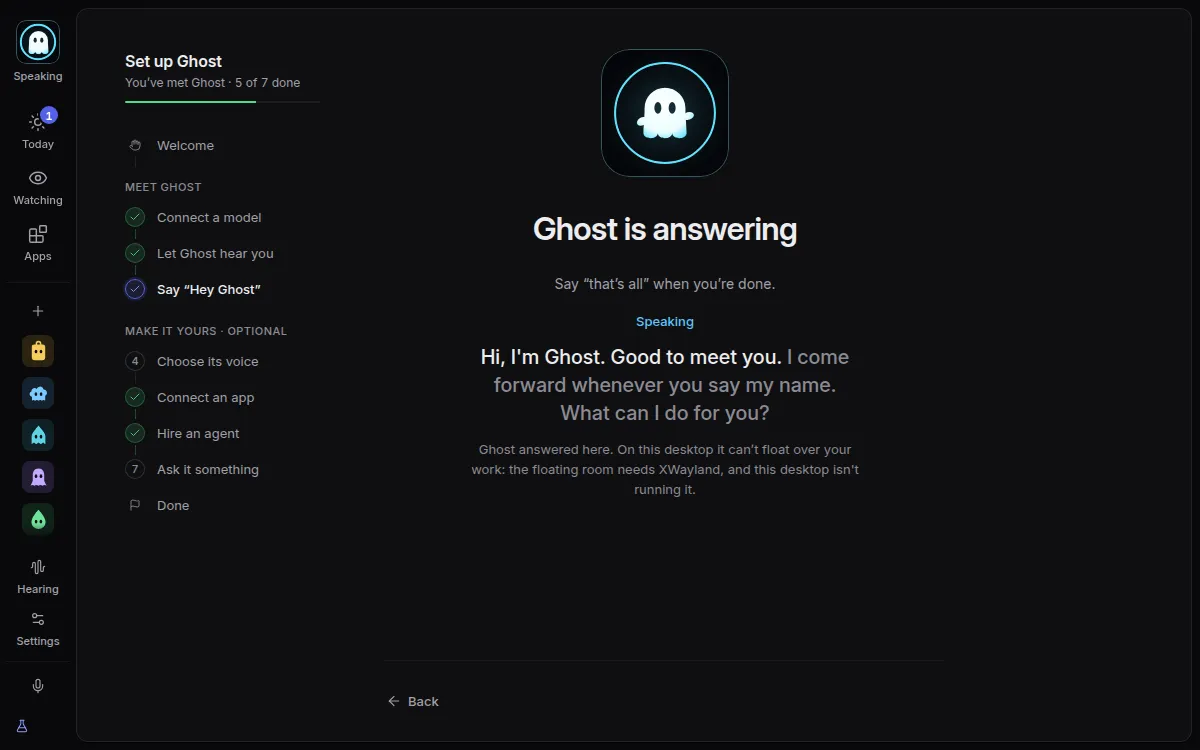 Speaking
1
Today
Watching
Apps
Hearing
Settings
Set up Ghost
You’ve met Ghost · 5 of 7 done
Welcome
MEET GHOST
Connect a model
Let Ghost hear you
Say “Hey Ghost”
MAKE IT YOURS · OPTIONAL
4 Choose its voice
Connect an app
Hire an agent
7 Ask it something
Done
Ghost is answering
Say “that’s all” when you’re done.
Speaking
Hi, I'm Ghost. Good to meet you. I come
forward whenever you say my name.
What can I do for you?
Ghost answered here. On this desktop it can’t float over your
work: the floating room needs XWayland, and this desktop isn't
running it.
Back